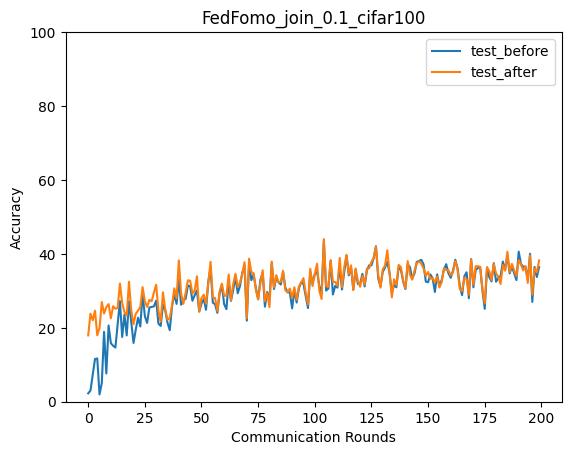 FedFomo_join_0.1_cifar100
100
80
60
40
20
0
Accuracy
test_before
test_after
0 25 50 75 100 125 150 175 200
Communication Rounds